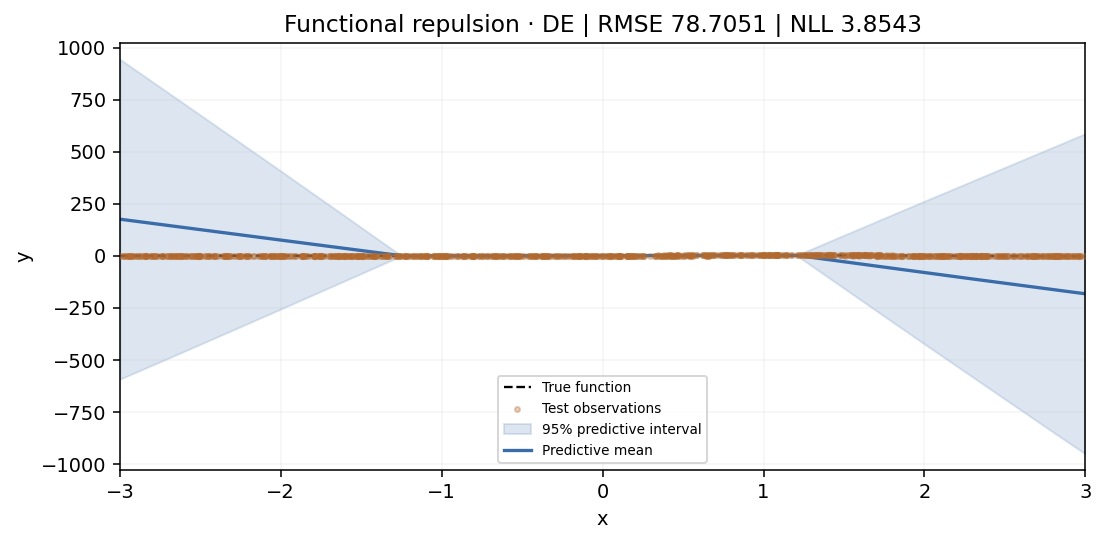 Functional repulsion · DE | RMSE 78.7051 | NLL 3.8543
1000
750
500
250
0
−250
−500
−750
−1000
y
True function
Test observations
95% predictive interval
Predictive mean
−3
−2
−1
0
1
2
3
x